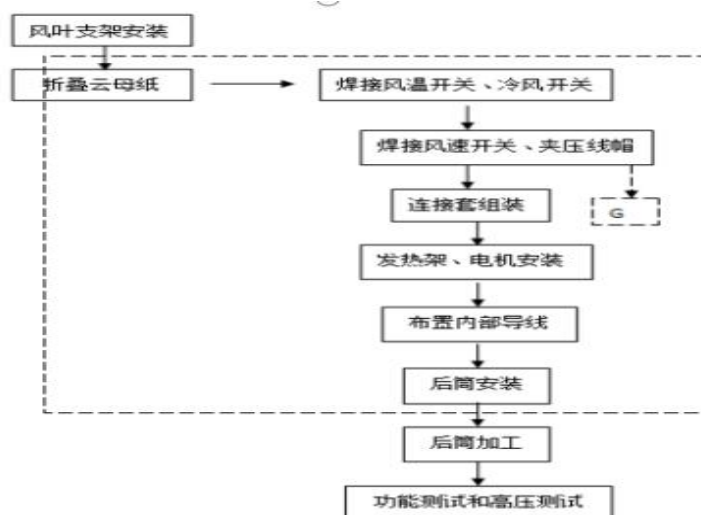 风叶支架安装
折叠云母纸
焊接风温开关、冷风开关
焊接风速开关、夹压线帽
G
连接套组装
发热架、电机安装
布置内部导线
后筒安装
后筒加工
功能测试和高压测试